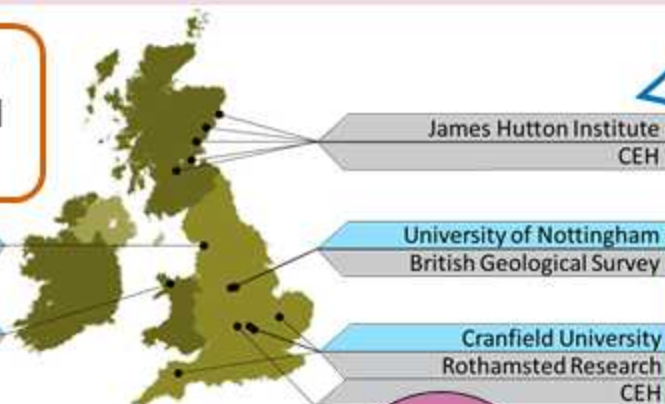 James Hutton Institute
CEH
University of Nottingham
British Geological Survey
Cranfield University
Rothamsted Research
CEH